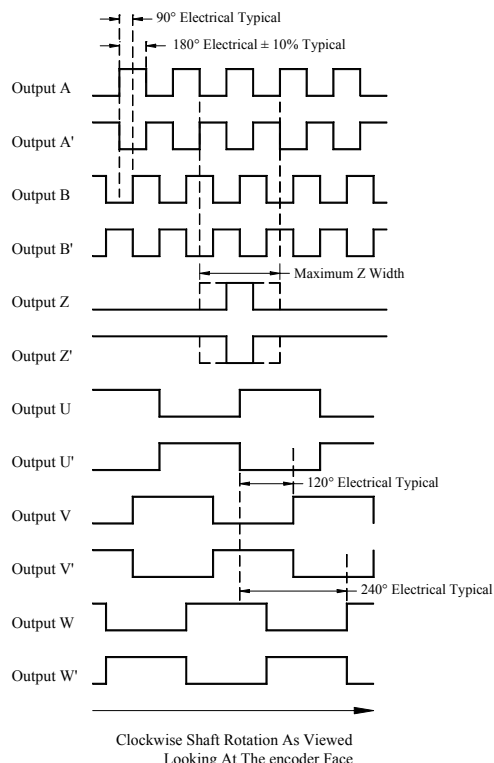 90° Electrical Typical
180° Electrical ± 10% Typical
Output A
Output A'
Output B
Output B'
Maximum Z Width
Output Z
Output Z'
Output U
Output U'
120° Electrical Typical
Output V
Output V'
240° Electrical Typical
Output W
Output W'
Clockwise Shaft Rotation As Viewed
Looking At The encoder Face